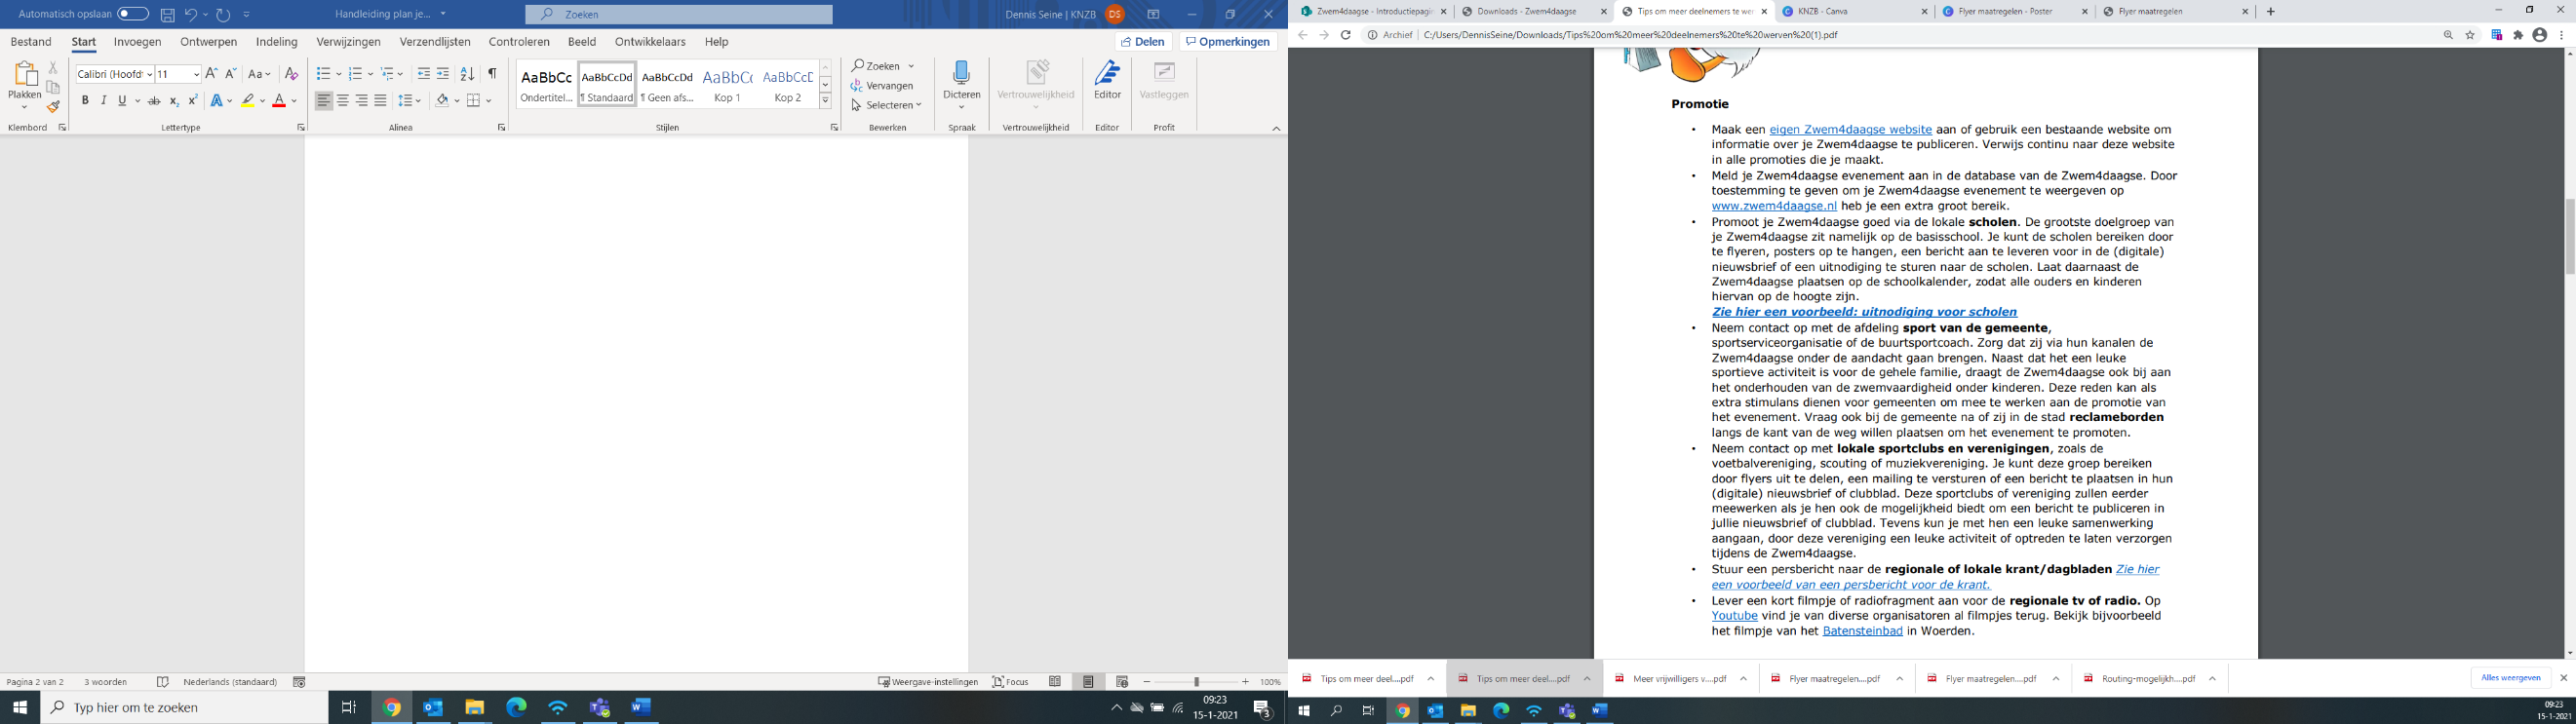 Automatisch opslaan
Handleiding plan je...
Zoeken
Dennis Seine | KNZB
DS
Bestand Start Invoegen Ontwerpen Indeling Verwijzingen Verzendlijsten Controleren Beeld Ontwikkelaars Help
Delen
Opmerkingen
Plakken
Calibri (Hoofd
11
Aa
AaBbCc AaBbCcDd AaBbCcDd AaBbC AaBbCcD
Ondertitel... ¶ Standaard ¶ Geen afs... Kop 1 Kop 2
Zoeken
Vervangen
Selecteren
Dicteren
Vertrouwelijkheid
Editor
Vastleggen
Klembord Lettertype Alinea Stijlen Bewerken Spraak Vertrouwelijkheid Editor Profit
Pagina 2 van 2 3 woorden Nederlands (standaard) Weergave-instellingen Focus 100%
Typ hier om te zoeken
09:23
15-1-2021
3
Zwem4daagse - Introductiepagin
Downloads - Zwem4daagse
Tips om meer deelnemers te wer
KNZB - Canva
Flyer maatregelen - Poster
Flyer maatregelen
Archief | C:/Users/DennisSeine/Downloads/Tips%20om%20meer%20deelnemers%20te%20werven%20(1).pdf
Promotie
• Maak een eigen Zwem4daagse website aan of gebruik een bestaande website om
informatie over je Zwem4daagse te publiceren. Verwijs continu naar deze website
in alle promoties die je maakt.
• Meld je Zwem4daagse evenement aan in de database van de Zwem4daagse. Door
toestemming te geven om je Zwem4daagse evenement te weergeven op
www.zwem4daagse.nl heb je een extra groot bereik.
• Promoot je Zwem4daagse goed via de lokale scholen. De grootste doelgroep van
je Zwem4daagse zit namelijk op de basisschool. Je kunt de scholen bereiken door
te flyeren, posters op te hangen, een bericht aan te leveren voor in de (digitale)
nieuwsbrief of een uitnodiging te sturen naar de scholen. Laat daarnaast de
Zwem4daagse plaatsen op de schoolkalender, zodat alle ouders en kinderen
hiervan op de hoogte zijn.
Zie hier een voorbeeld: uitnodiging voor scholen
• Neem contact op met de afdeling sport van de gemeente,
sportserviceorganisatie of de buurtsportcoach. Zorg dat zij via hun kanalen de
Zwem4daagse onder de aandacht gaan brengen. Naast dat het een leuke
sportieve activiteit is voor de gehele familie, draagt de Zwem4daagse ook bij aan
het onderhouden van de zwemvaardigheid onder kinderen. Deze reden kan als
extra stimulans dienen voor gemeenten om mee te werken aan de promotie van
het evenement. Vraag ook bij de gemeente na of zij in de stad reclameborden
langs de kant van de weg willen plaatsen om het evenement te promoten.
• Neem contact op met lokale sportclubs en verenigingen, zoals de
voetbalvereniging, scouting of muziekvereniging. Je kunt deze groep bereiken
door flyers uit te delen, een mailing te versturen of een bericht te plaatsen in hun
(digitale) nieuwsbrief of clubblad. Deze sportclubs of vereniging zullen eerder
meewerken als je hen ook de mogelijkheid biedt om een bericht te publiceren in
jullie nieuwsbrief of clubblad. Tevens kun je met hen een leuke samenwerking
aangaan, door deze vereniging een leuke activiteit of optreden te laten verzorgen
tijdens de Zwem4daagse.
• Stuur een persbericht naar de regionale of lokale krant/dagbladen Zie hier
een voorbeeld van een persbericht voor de krant.
• Lever een kort filmpje of radiofragment aan voor de regionale tv of radio. Op
Youtube vind je van diverse organisatoren al filmpjes terug. Bekijk bijvoorbeeld
het filmpje van het Batensteinbad in Woerden.
Tips om meer deel....pdf
Tips om meer deel....pdf
Meer vrijwilligers v....pdf
Flyer maatregelen....pdf
Flyer maatregelen....pdf
Routing-mogelijkh....pdf
Alles weergeven
09:23
15-1-2021